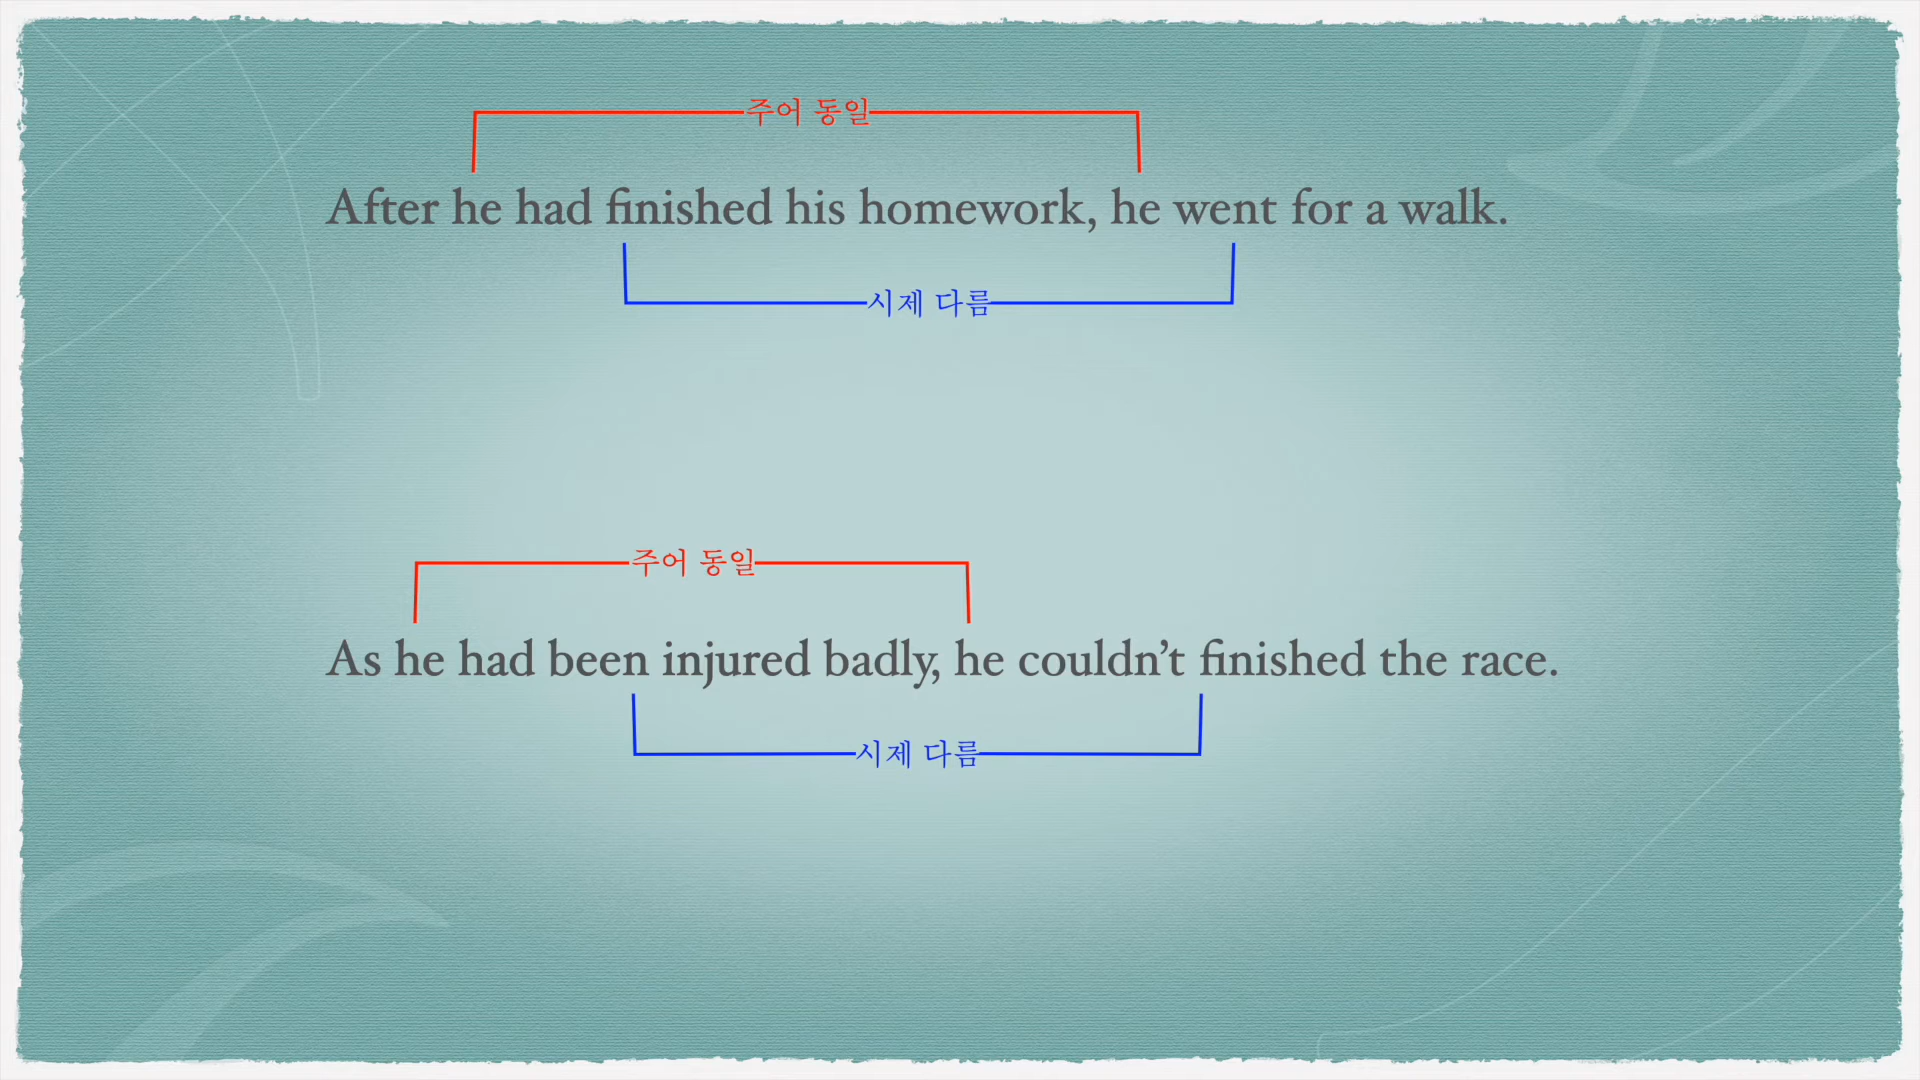 주어 동일
After he had finished his homework, he went for a walk.
시제 다름
주어 동일
As he had been injured badly, he couldn’t finished the race.
시제 다름